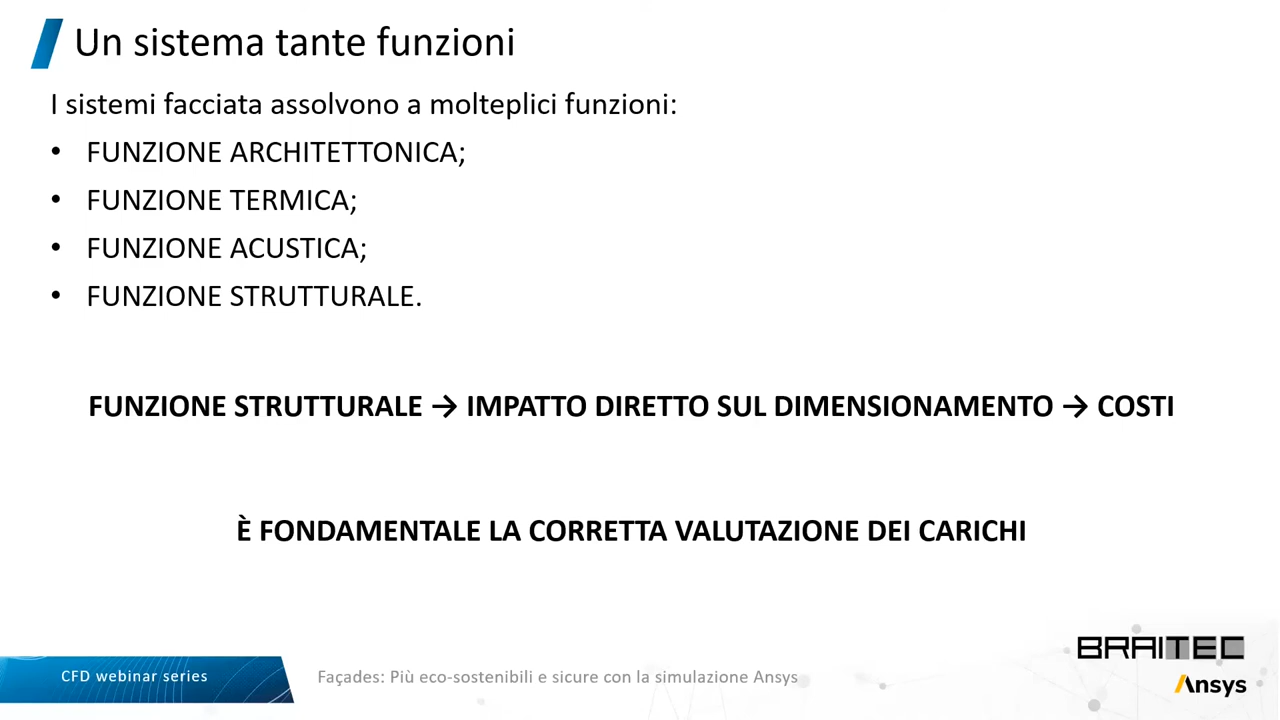 Un sistema tante funzioni
I sistemi facciata assolvono a molteplici funzioni:
• FUNZIONE ARCHITETTONICA;
• FUNZIONE TERMICA;
• FUNZIONE ACUSTICA;
• FUNZIONE STRUTTURALE.
FUNZIONE STRUTTURALE → IMPATTO DIRETTO SUL DIMENSIONAMENTO → COSTI
È FONDAMENTALE LA CORRETTA VALUTAZIONE DEI CARICHI
BRAITEC
CFD webinar series
Façades: Più eco-sostenibili e sicure con la simulazione Ansys
Ansys